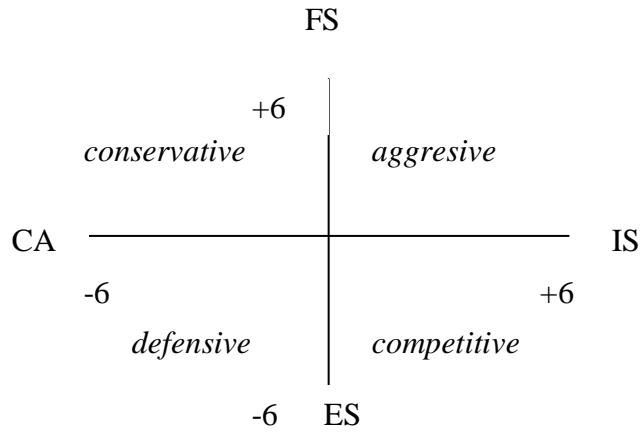 FS
+6
conservative aggresive
CA IS
-6 +6
defensive competitive
-6 ES